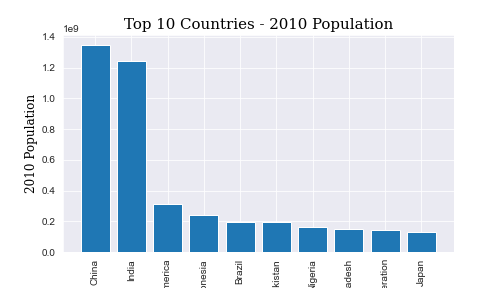 Top 10 Countries - 2010 Population
1e9
1.4
1.2
1.0
0.8
0.6
0.4
0.2
0.0
2010 Population
China
India
merica
onesia
Brazil
kistan
Nigeria
adesh
eration
Japan